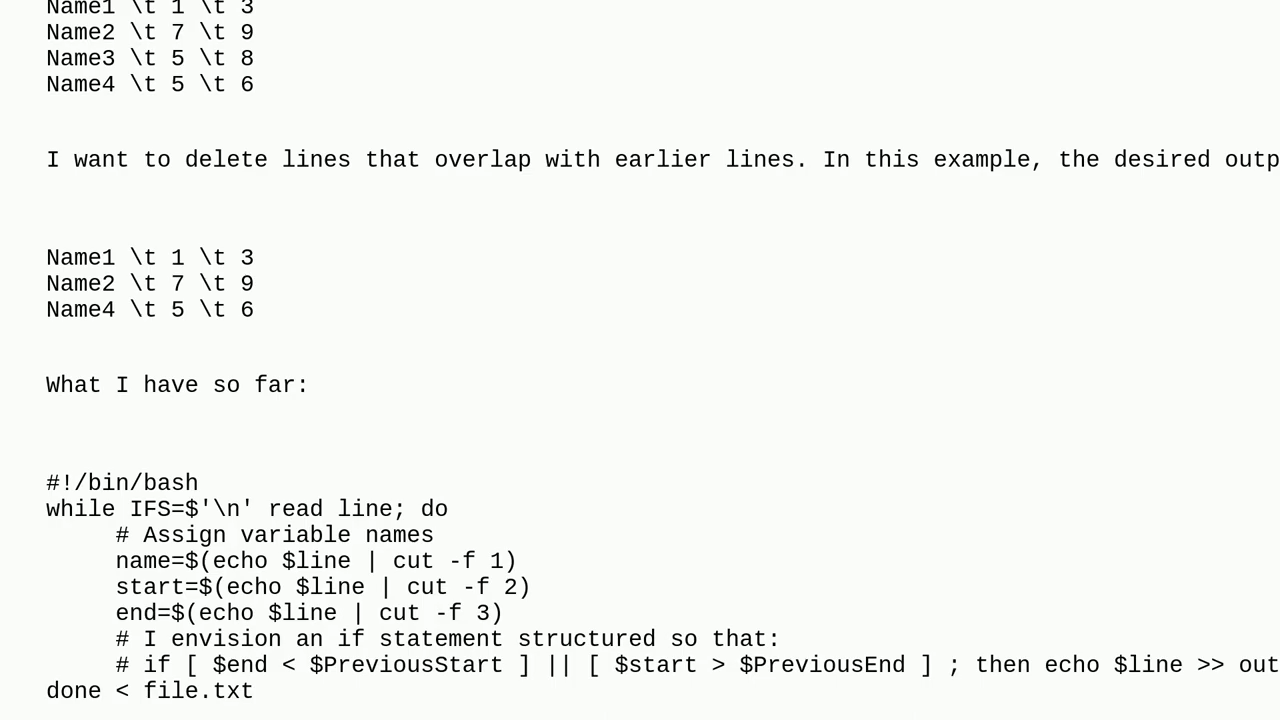 Name1 \t 1 \t 3
Name2 \t 7 \t 9
Name3 \t 5 \t 8
Name4 \t 5 \t 6
I want to delete lines that overlap with earlier lines. In this example, the desired outp
Name1 \t 1 \t 3
Name2 \t 7 \t 9
Name4 \t 5 \t 6
What I have so far:
#!/bin/bash
while IFS=$'\n' read line; do
     # Assign variable names
     name=$(echo $line | cut -f 1)
     start=$(echo $line | cut -f 2)
     end=$(echo $line | cut -f 3)
     # I envision an if statement structured so that:
     # if [ $end < $PreviousStart ] || [ $start > $PreviousEnd ] ; then echo $line >> out
done < file.txt